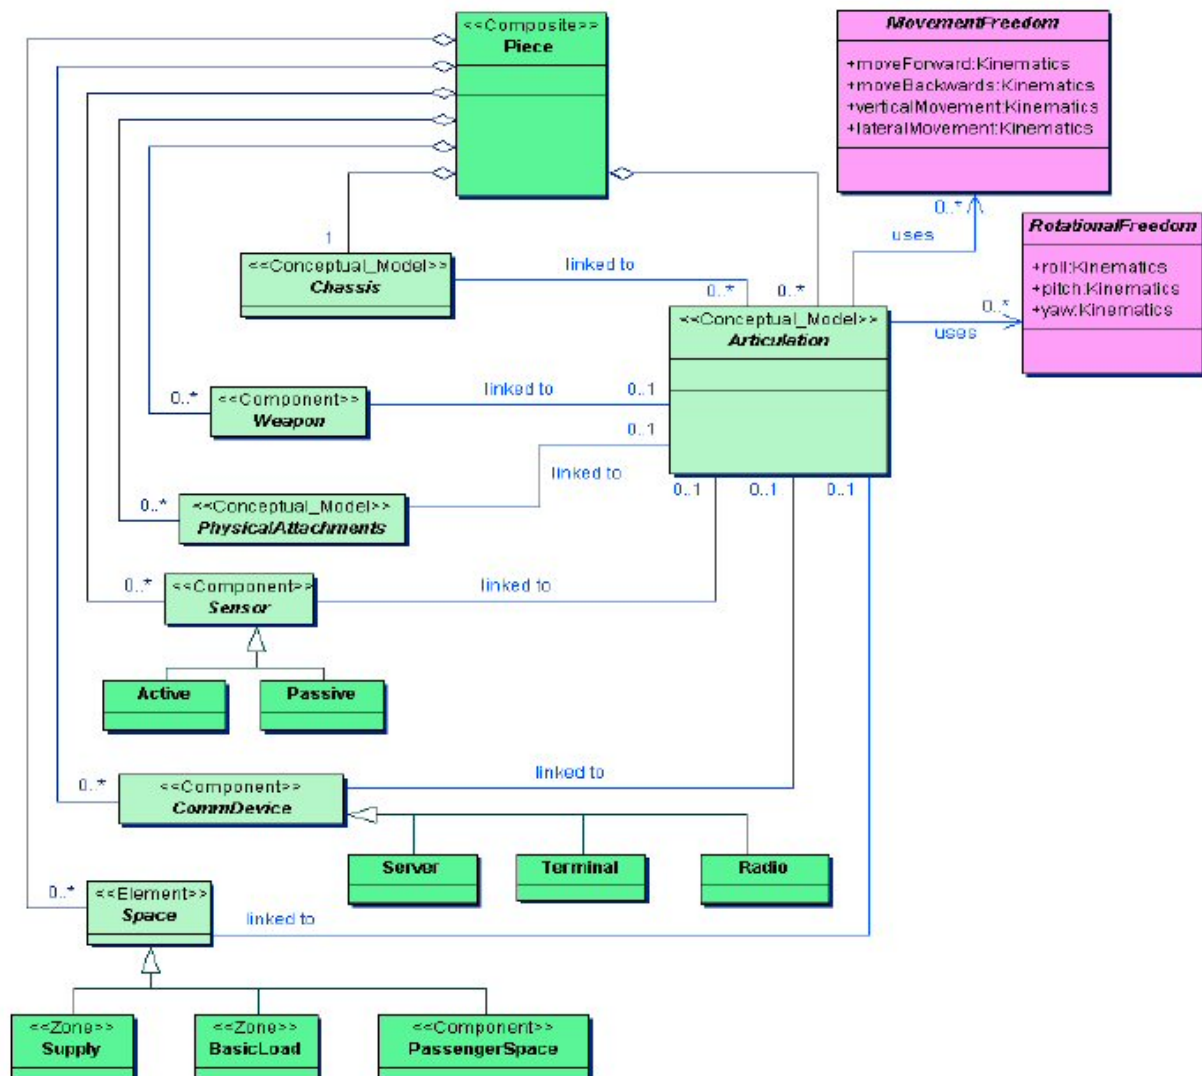 <<Composite>>
Piece
MovementFreedom
+moveForward:Kinematics
+moveBackwards:Kinematics
+verticalMovement:Kinematics
+lateralMovement:Kinematics
0..*
uses
RotationalFreedom
+roll:Kinematics
+pitch:Kinematics
+yaw:Kinematics
1
<<Conceptual_Model>>
Chassis
linked to
0..*
0..*
<<Conceptual_Model>>
Articulation
0..*
uses
0..*
<<Component>>
Weapon
linked to
0..1
0..1
linked to
0..*
<<Conceptual_Model>>
PhysicalAttachments
0..1
0..1
0..1
0..*
<<Component>>
Sensor
linked to
Active
Passive
0..*
<<Component>>
CommDevice
linked to
Server
Terminal
Radio
0..*
<<Element>>
Space
linked to
<<Zone>>
Supply
<<Zone>>
BasicLoad
<<Component>>
PassengerSpace